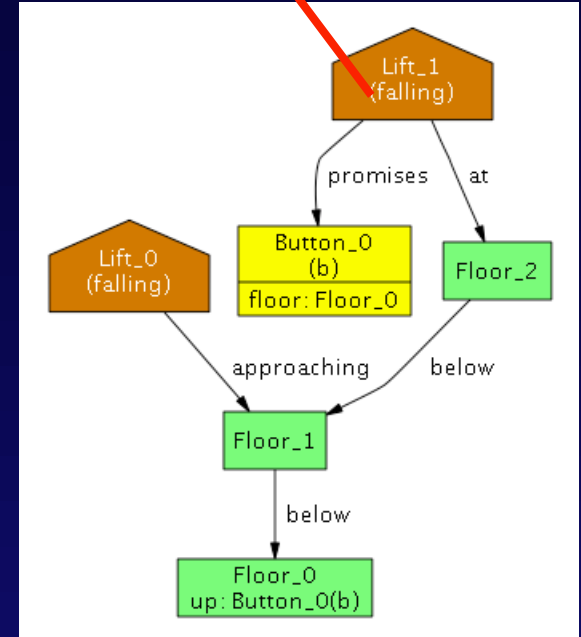 Lift_1
(falling)
promises
at
Button_0
(b)
floor: Floor_0
Floor_2
Lift_0
(falling)
approaching
below
Floor_1
below
Floor_0
up: Button_0(b)